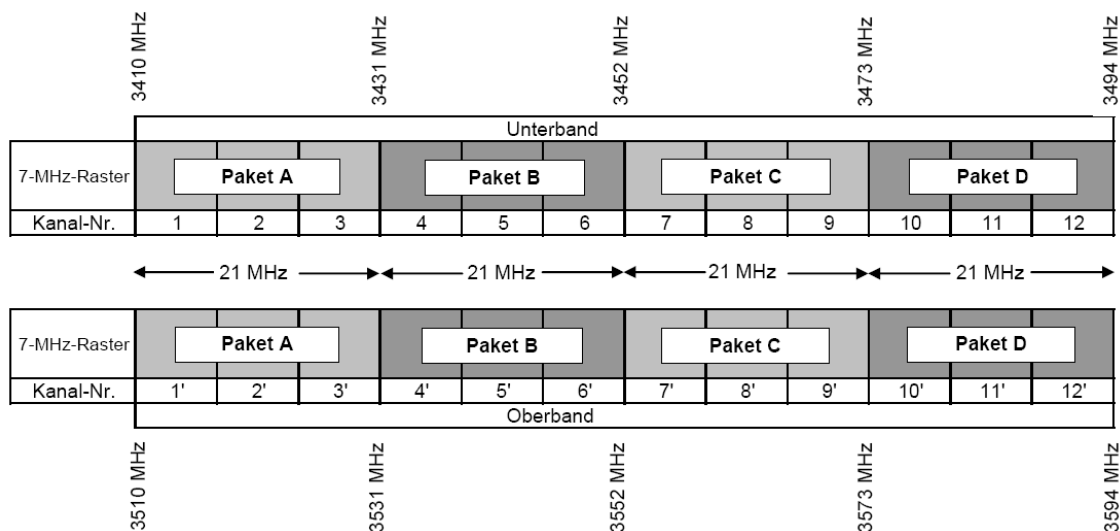 3410 MHz 3431 MHz 3452 MHz 3473 MHz 3494 MHz
Unterband
7-MHz-Raster Paket A Paket B Paket C Paket D
Kanal-Nr. 1 2 3 4 5 6 7 8 9 10 11 12
21 MHz 21 MHz 21 MHz 21 MHz
7-MHz-Raster Paket A Paket B Paket C Paket D
Kanal-Nr. 1' 2' 3' 4' 5' 6' 7' 8' 9' 10' 11' 12'
Oberband
3510 MHz 3531 MHz 3552 MHz 3573 MHz 3594 MHz